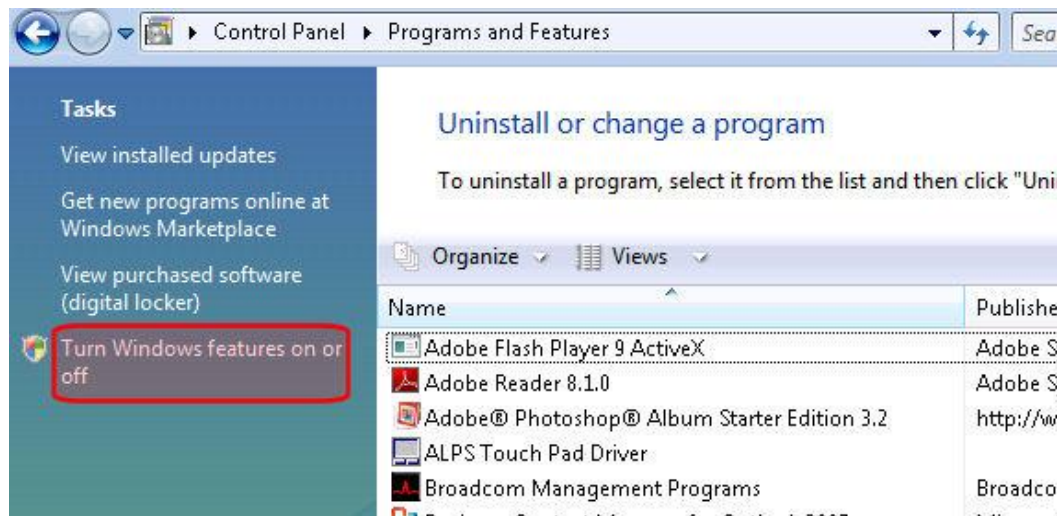 Control Panel ▸ Programs and Features
Sea
Tasks
View installed updates
Get new programs online at
Windows Marketplace
View purchased software
(digital locker)
Turn Windows features on or
off
Uninstall or change a program
To uninstall a program, select it from the list and then click "Uni
Organize Views
Name Publishe
Adobe Flash Player 9 ActiveX Adobe S
Adobe Reader 8.1.0 Adobe S
Adobe® Photoshop® Album Starter Edition 3.2 http://w
ALPS Touch Pad Driver
Broadcom Management Programs Broadco